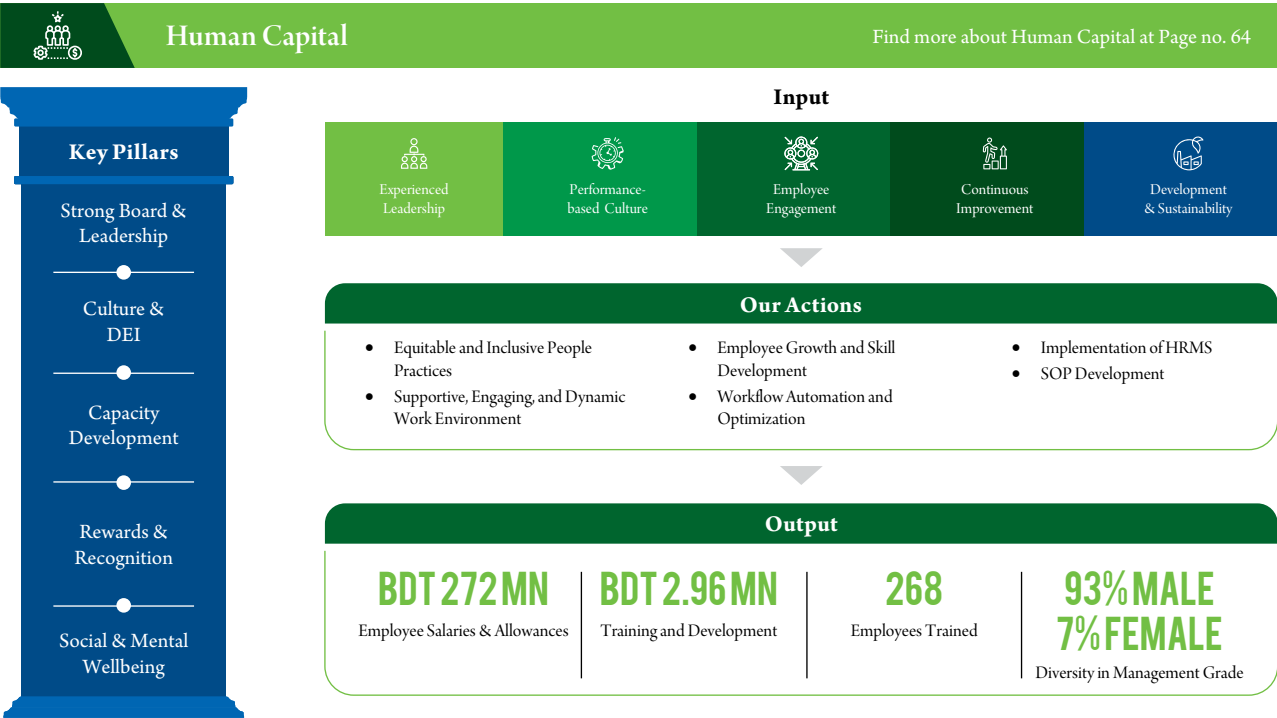 Human Capital
Find more about Human Capital at Page no. 64
Key Pillars
Strong Board &
Leadership
Culture &
DEI
Capacity
Development
Rewards &
Recognition
Social & Mental
Wellbeing
Input
Experienced
Leadership
Performance-
based Culture
Employee
Engagement
Continuous
Improvement
Development
& Sustainability
Our Actions
• Equitable and Inclusive People
Practices
• Supportive, Engaging, and Dynamic
Work Environment
• Employee Growth and Skill
Development
• Workflow Automation and
Optimization
• Implementation of HRMS
• SOP Development
Output
BDT 272 MN
Employee Salaries & Allowances
BDT 2.96 MN
Training and Development
268
Employees Trained
93% MALE
7% FEMALE
Diversity in Management Grade